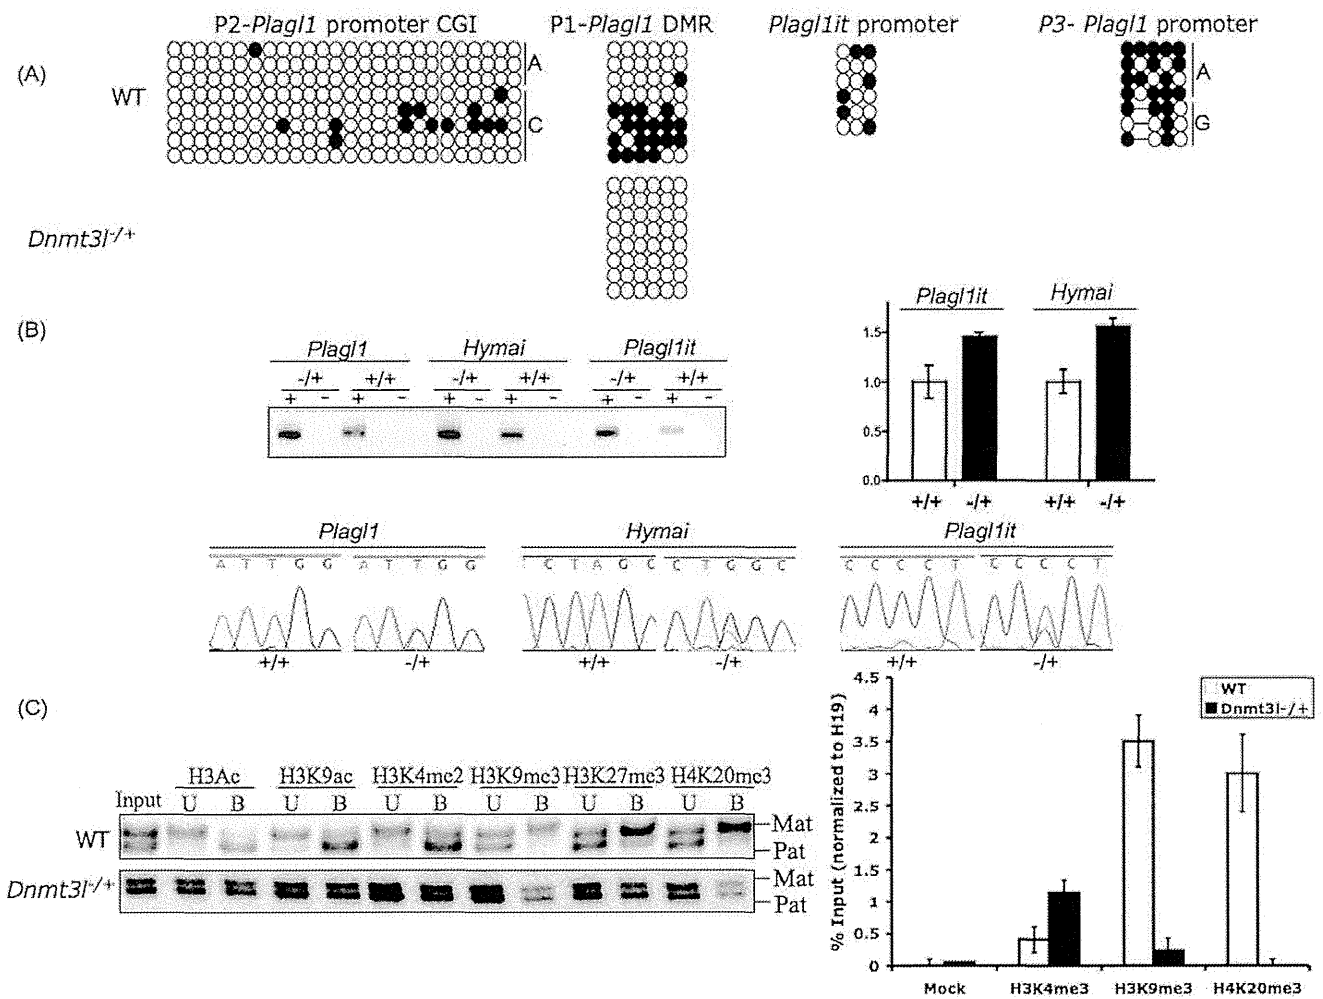 P2-Plagl1 promoter CGI P1-Plagl1 DMR Plagl1it promoter P3- Plagl1 promoter
(A)
WT
A
C
A
G
Dnmt3l-/+
(B)
Plagl1 Hymai Plagl1it
-/+ +/+ -/+ +/+ -/+ +/+
+ - + - + - + - + - + -
Plagl1it Hymai
1.5
1.0
0.5
0.0
+/+ -/+ +/+ -/+
Plagl1 Hymai Plagl1it
A T T G G A T T G G C T A G C C T G G C C C C C T C C C C T
+/+ -/+ +/+ -/+ +/+ -/+
(C)
H3Ac H3K9ac H3K4me2 H3K9me3 H3K27me3 H4K20me3
Input U B U B U B U B U B U B
WT
Mat
Pat
Dnmt3l-/+
Mat
Pat
% Input (normalized to H19)
4.5
4
3.5
3
2.5
2
1.5
1
0.5
0
WT
Dnmt3l-/+
Mock H3K4me3 H3K9me3 H4K20me3